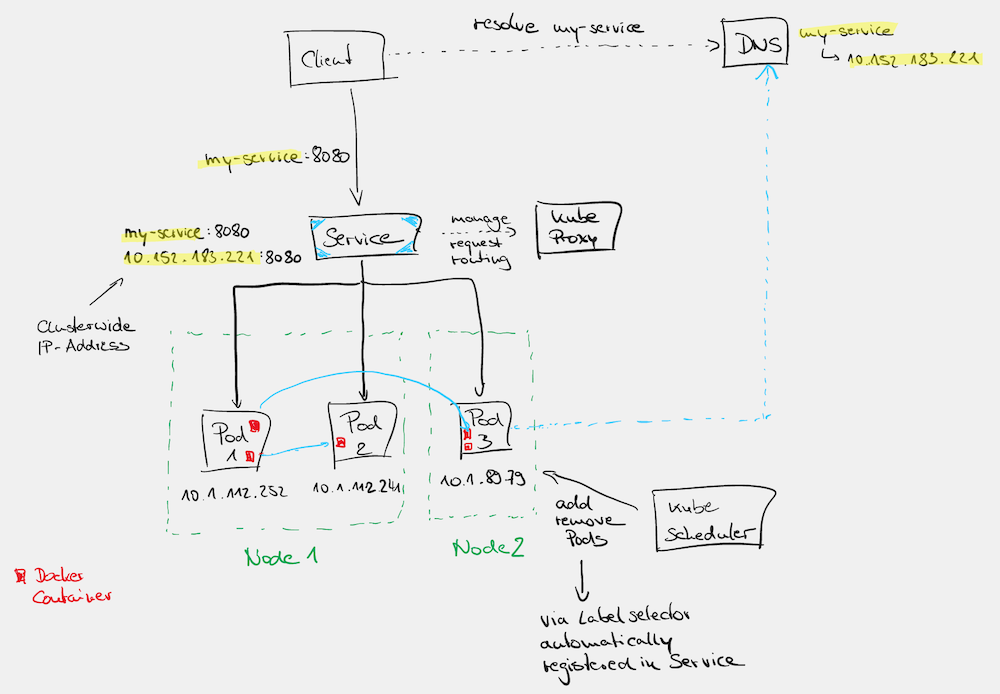 resolve my-service
Client
DNS
my-service
10.152.183.221
my-service:8080
my-service:8080
10.152.183.221:8080
Service
manage
request
routing
Kube
Proxy
Clusterwide
IP-Address
Pod
1
Pod
2
Pod
3
10.1.112.252
10.1.112.241
10.1.89.79
Node 1
Node 2
add
remove
Pods
Kube
Scheduler
Docker
Container
via Label selector
automatically
registered in Service